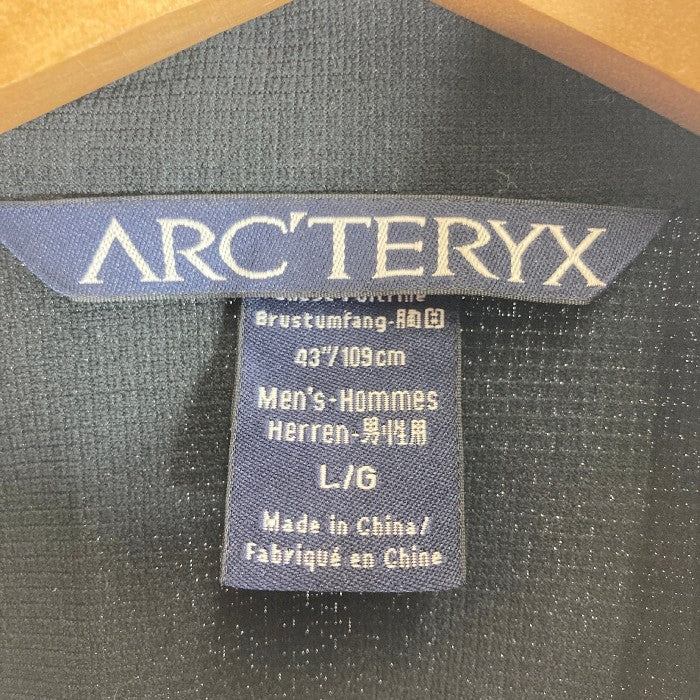 ARC'TERYX
Brustumfang-胸囲
43"/109cm
Men's-Hommes
Herren-男性用
L/G
Made in China/
Fabriqué en Chine